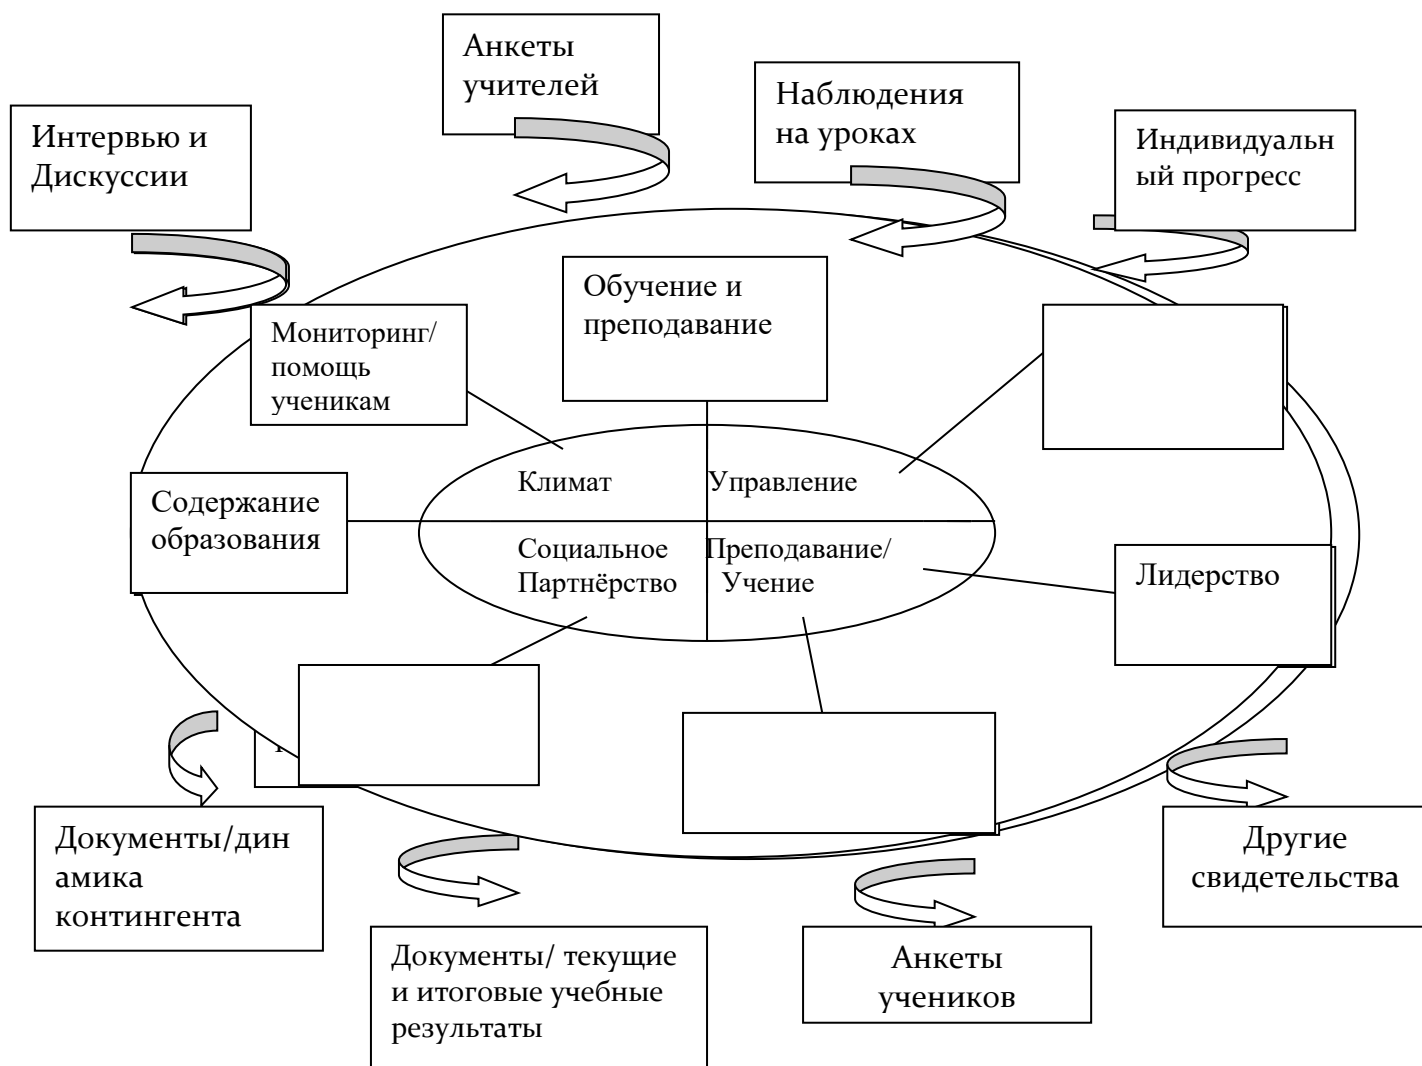 Анкеты
учителей
Наблюдения
на уроках
Интервью и
Дискуссии
Индивидуальн
ый прогресс
Обучение и
преподавание
Мониторинг/
помощь
ученикам
Климат
Управление
Содержание
образования
Социальное
Партнёрство
Преподавание/
Учение
Лидерство
Документы/дин
амика
контингента
Другие
свидетельства
Документы/ текущие
и итоговые учебные
результаты
Анкеты
учеников